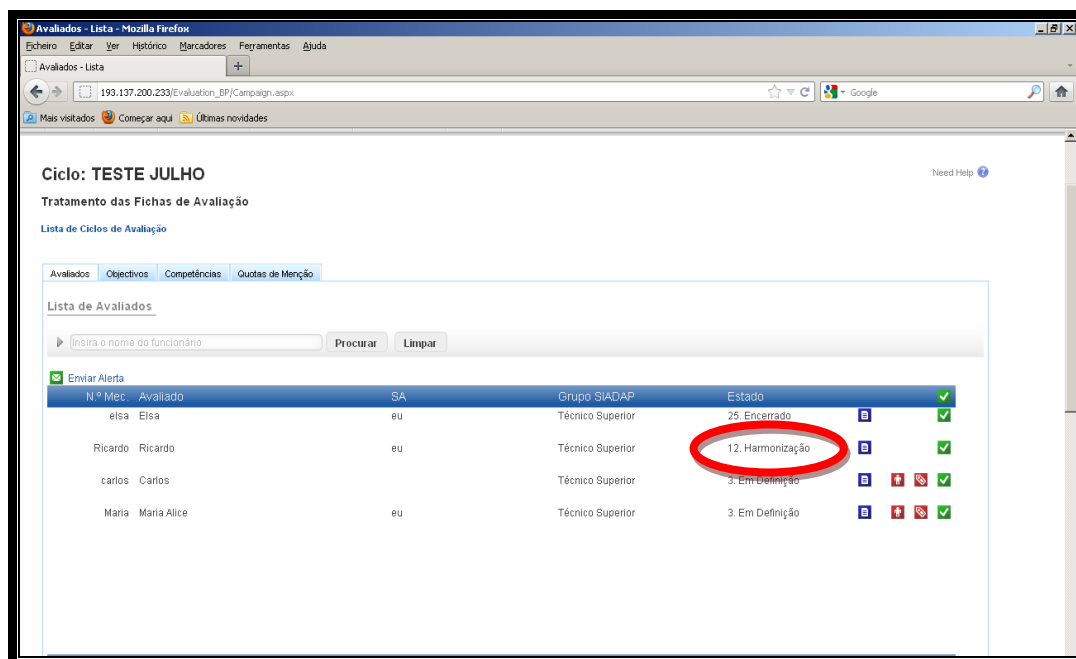 Avaliados - Lista - Mozilla Firefox
Ficheiro Editar Ver Histórico Marcadores Ferramentas Ajuda
Avaliados - Lista +
193.137.200.233/Evaluation_BP/Campaign.aspx Google
Mais visitados Começar aqui Últimas novidades
Ciclo: TESTE JULHO Need Help ?
Tratamento das Fichas de Avaliação
Lista de Ciclos de Avaliação
Avaliados Objectivos Competências Quotas de Menção
Lista de Avaliados
Insira o nome do funcionário Procurar Limpar
Enviar Alerta
N.º Mec. Avaliado SA Grupo SIADAP Estado
elsa Elsa eu Técnico Superior 25. Encerrado
Ricardo Ricardo eu Técnico Superior 12. Harmonização
carlos Carlos Técnico Superior 3. Em Definição
Maria Maria Alice eu Técnico Superior 3. Em Definição